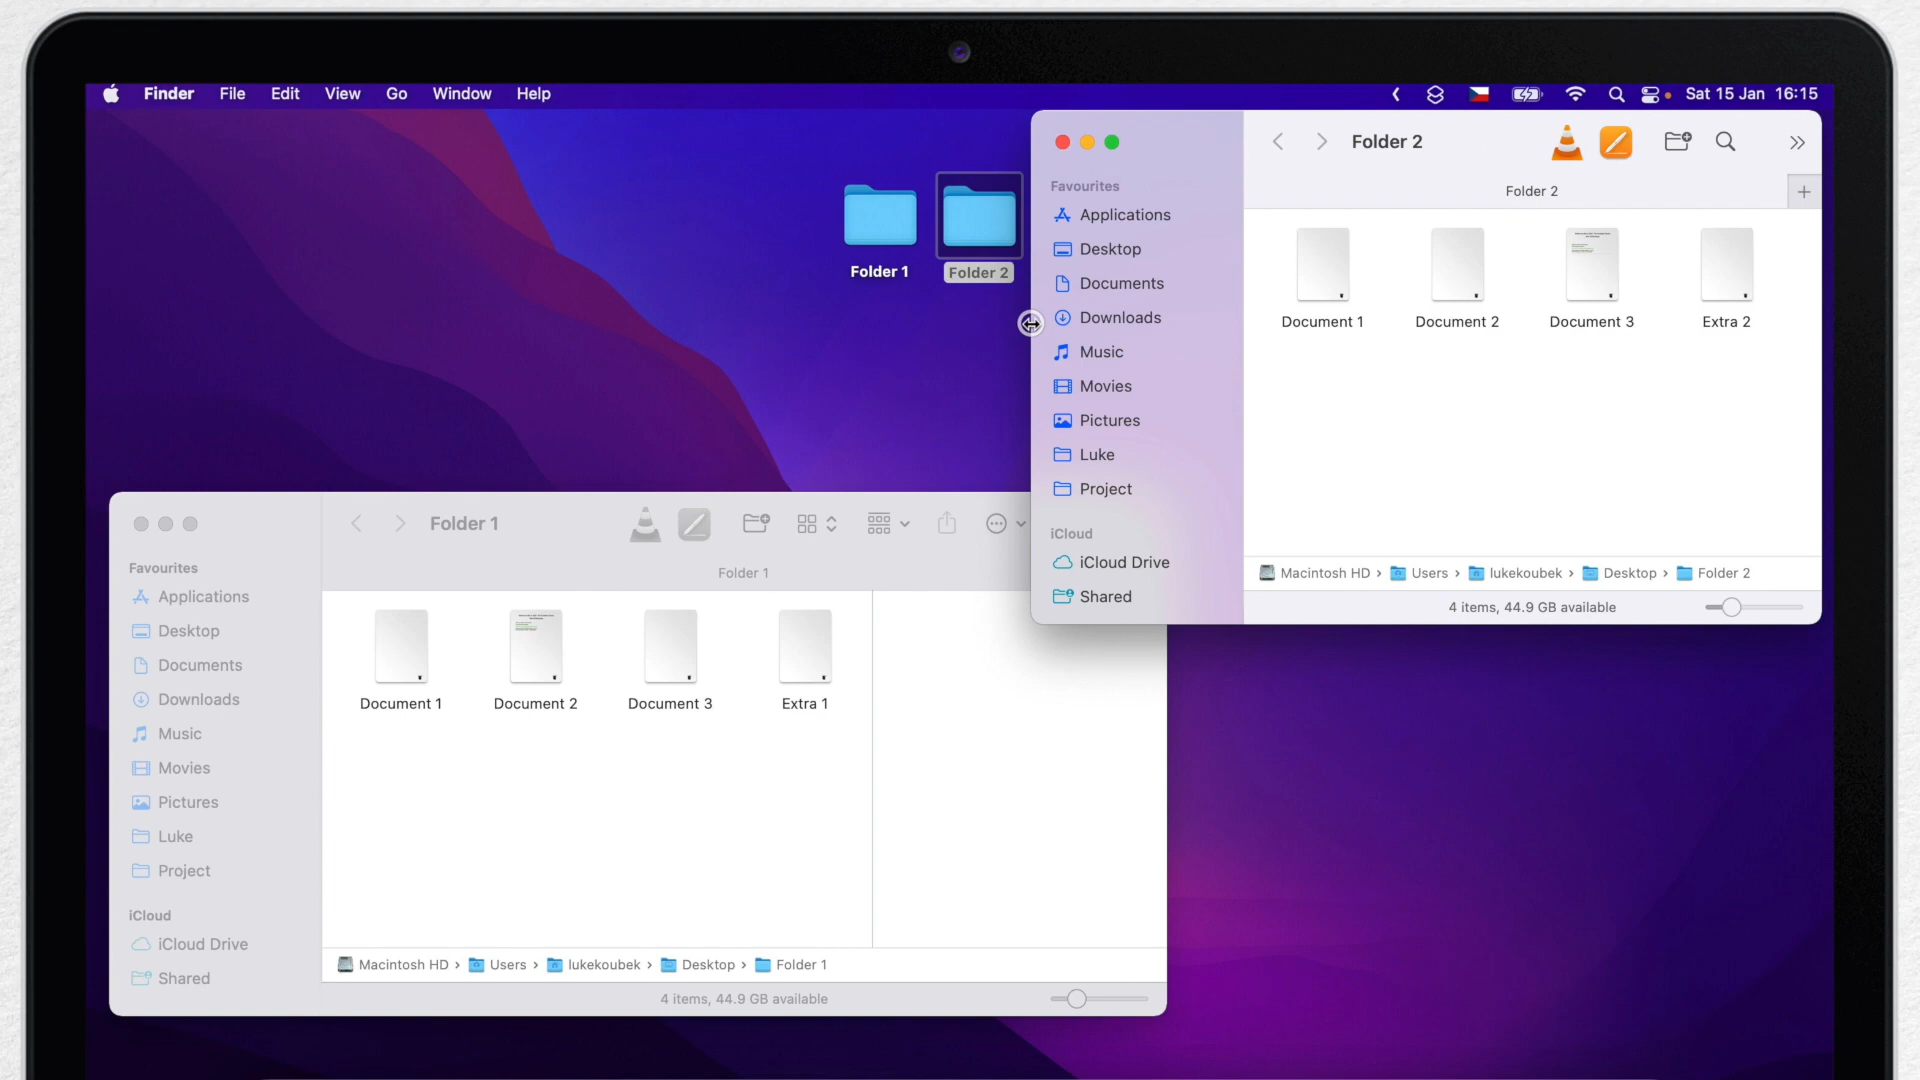 Finder File Edit View Go Window Help
Sat 15 Jan 16:15
Folder 1
Folder 2
Folder 2
Folder 2
Favourites
Applications
Desktop
Documents
Downloads
Music
Movies
Pictures
Luke
Project
iCloud
iCloud Drive
Shared
Document 1 Document 2 Document 3 Extra 2
Macintosh HD › Users › lukekoubek › Desktop › Folder 2
4 items, 44.9 GB available
Folder 1
Folder 1
Favourites
Applications
Desktop
Documents
Downloads
Music
Movies
Pictures
Luke
Project
iCloud
iCloud Drive
Shared
Document 1 Document 2 Document 3 Extra 1
Macintosh HD › Users › lukekoubek › Desktop › Folder 1
4 items, 44.9 GB available